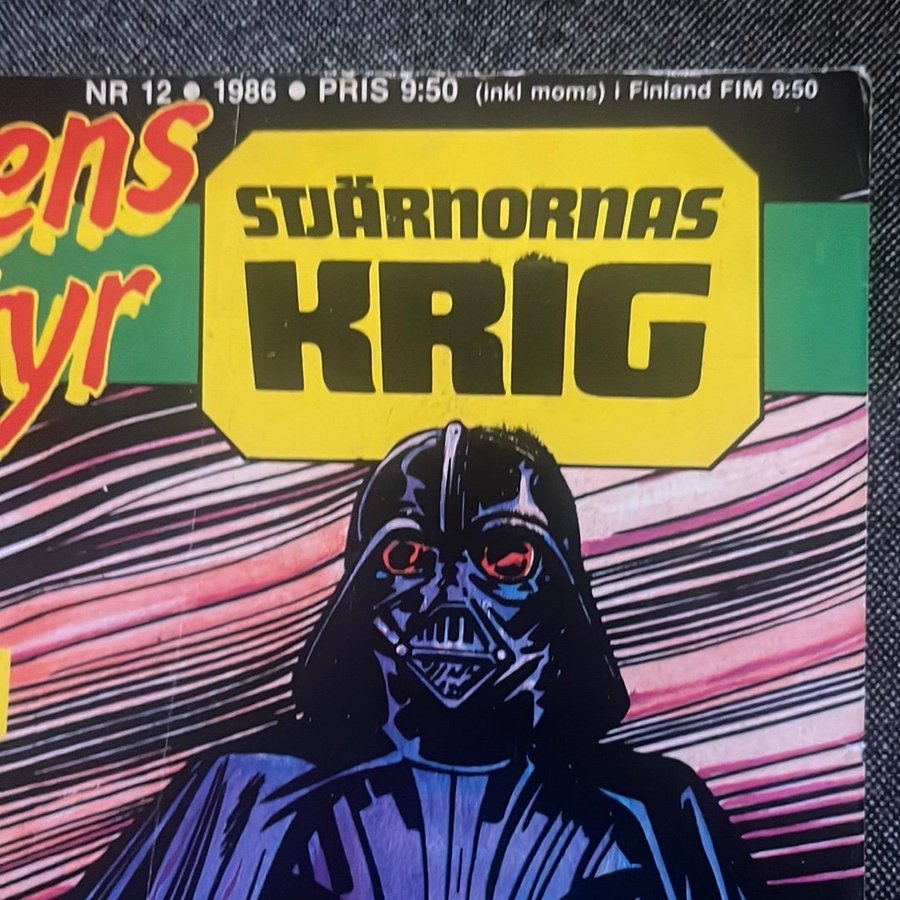 NR 12 • 1986 • PRIS 9:50 (inkl moms) i Finland FIM 9:50
ens
yr
STJÄRNORNAS
KRIG